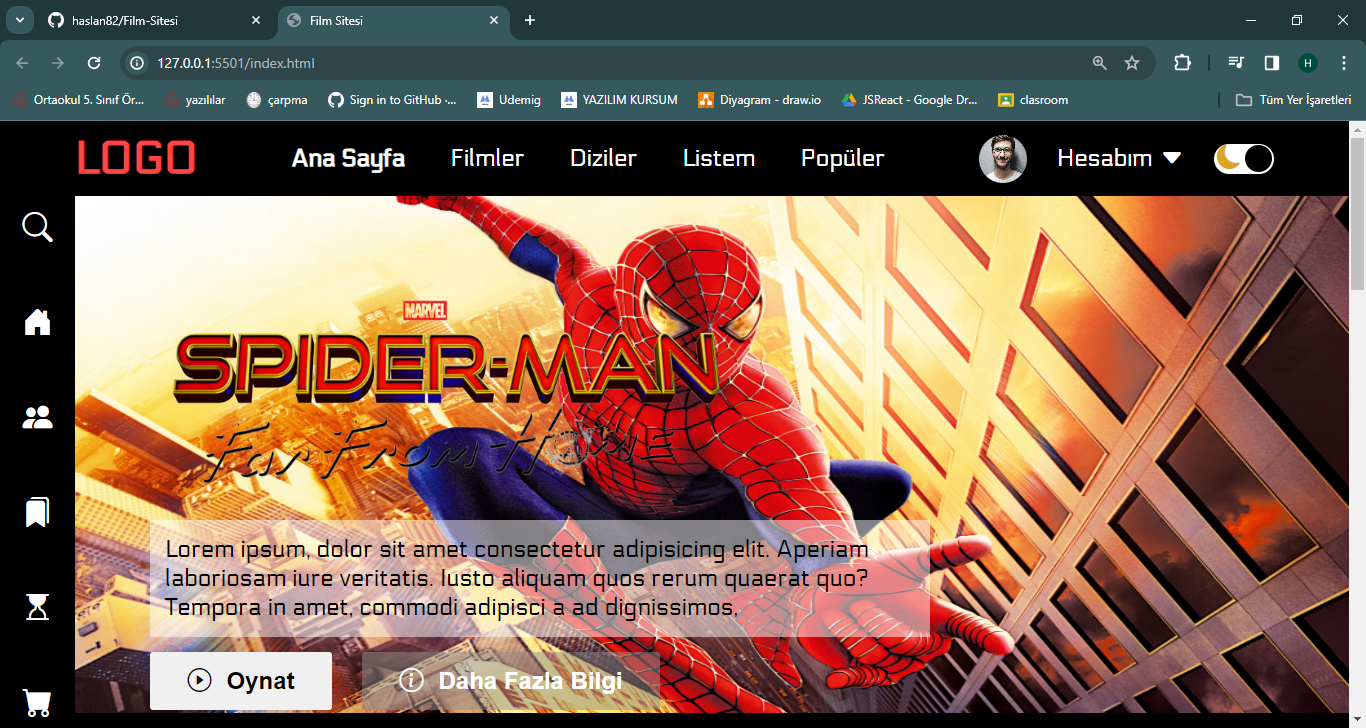 haslan82/Film-Sitesi
Film Sitesi
127.0.0.1:5501/index.html
H
Ortaokul 5. Sınıf Ör...
yazılılar
çarpma
Sign in to GitHub ·...
Udemig
YAZILIM KURSUM
Diyagram - draw.io
JSReact - Google Dr...
clasroom
Tüm Yer İşaretleri
LOGO
Ana Sayfa
Filmler
Diziler
Listem
Popüler
Hesabım
MARVEL
SPIDER-MAN
Far From Home
Lorem ipsum, dolor sit amet consectetur adipisicing elit. Aperiam
laboriosam iure veritatis. Iusto aliquam quos rerum quaerat quo?
Tempora in amet, commodi adipisci a ad dignissimos.
Oynat
Daha Fazla Bilgi